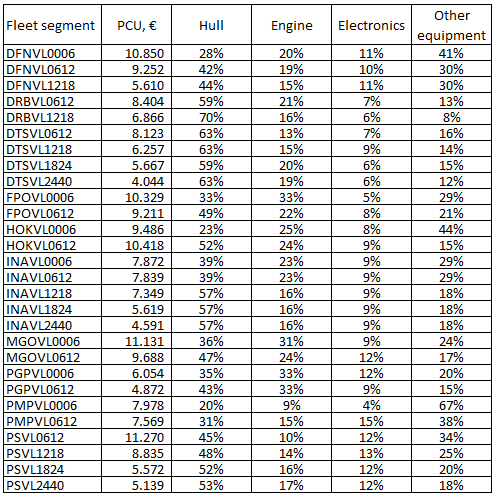 Fleet segment PCU, € Hull Engine Electronics Other equipment
DFNVL0006 10.850 28% 20% 11% 41%
DFNVL0612 9.252 42% 19% 10% 30%
DFNVL1218 5.610 44% 15% 11% 30%
DRBVL0612 8.404 59% 21% 7% 13%
DRBVL1218 6.866 70% 16% 6% 8%
DTSVL0612 8.123 63% 13% 7% 16%
DTSVL1218 6.257 63% 15% 9% 14%
DTSVL1824 5.667 59% 20% 6% 15%
DTSVL2440 4.044 63% 19% 6% 12%
FPOVL0006 10.329 33% 33% 5% 29%
FPOVL0612 9.211 49% 22% 8% 21%
HOKVL0006 9.486 23% 25% 8% 44%
HOKVL0612 10.418 52% 24% 9% 15%
INAVL0006 7.872 39% 23% 9% 29%
INAVL0612 7.839 39% 23% 9% 29%
INAVL1218 7.349 57% 16% 9% 18%
INAVL1824 5.619 57% 16% 9% 18%
INAVL2440 4.591 57% 16% 9% 18%
MGOVL0006 11.131 36% 31% 9% 24%
MGOVL0612 9.688 47% 24% 12% 17%
PGPVL0006 6.054 35% 33% 12% 20%
PGPVL0612 4.872 43% 33% 9% 15%
PMPVL0006 7.978 20% 9% 4% 67%
PMPVL0612 7.569 31% 15% 15% 38%
PSVL0612 11.270 45% 10% 12% 34%
PSVL1218 8.835 48% 14% 13% 25%
PSVL1824 5.572 52% 16% 12% 20%
PSVL2440 5.139 53% 17% 12% 18%